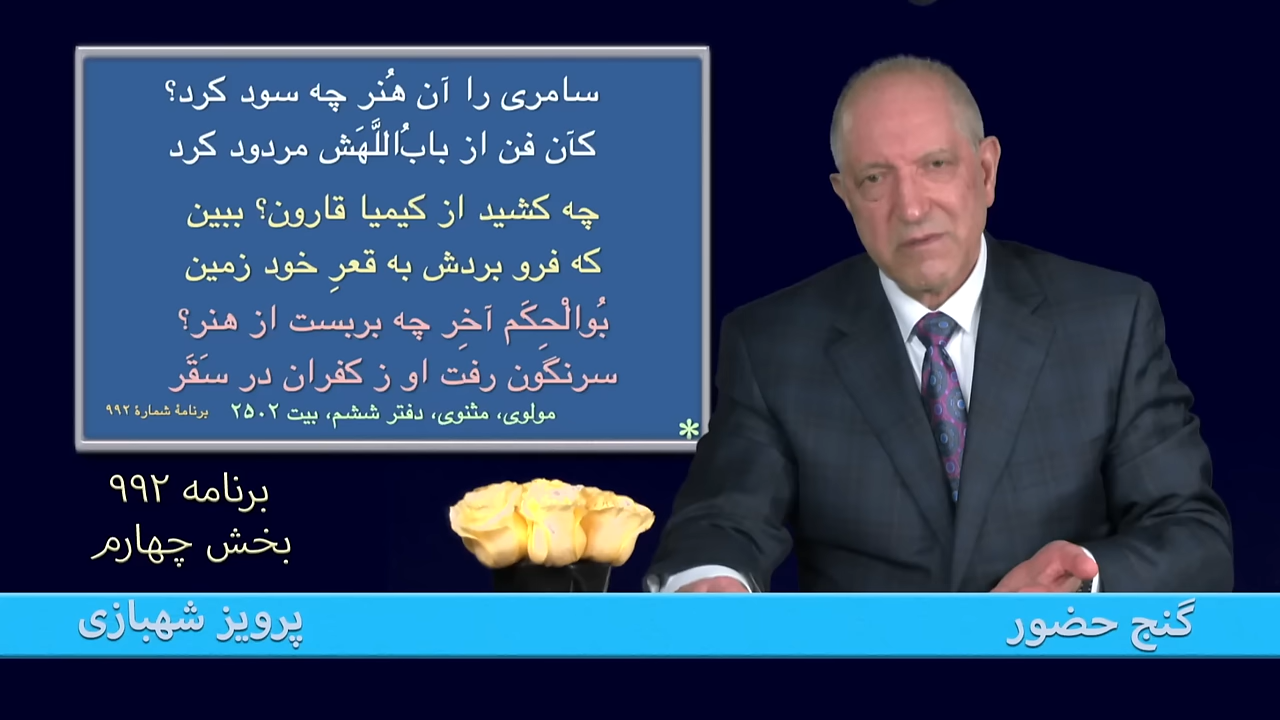 سامری را آن هُنر چه سود کرد؟
کآن فن از بابُ‌اللَّهَش مردود کرد
چه کشید از کیمیا قارون؟ ببین
که فرو بردش به قعرِ خود زمین
بُوالْحِکَم آخِر چه بربست از هنر؟
سرنگون رفت او ز کفران در سَقَر
مولوی، مثنوی، دفتر ششم، بیت ۲۵۰۲ برنامهٔ شمارهٔ ۹۹۲
*
برنامه ۹۹۲
بخش چهارم
گنج حضور پرویز شهبازی